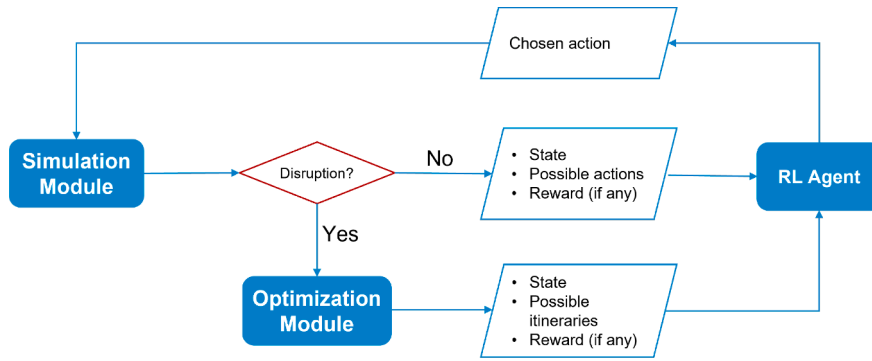 Chosen action
Simulation
Module
Disruption?
No
• State
• Possible actions
• Reward (if any)
RL Agent
Yes
Optimization
Module
• State
• Possible
itineraries
• Reward (if any)